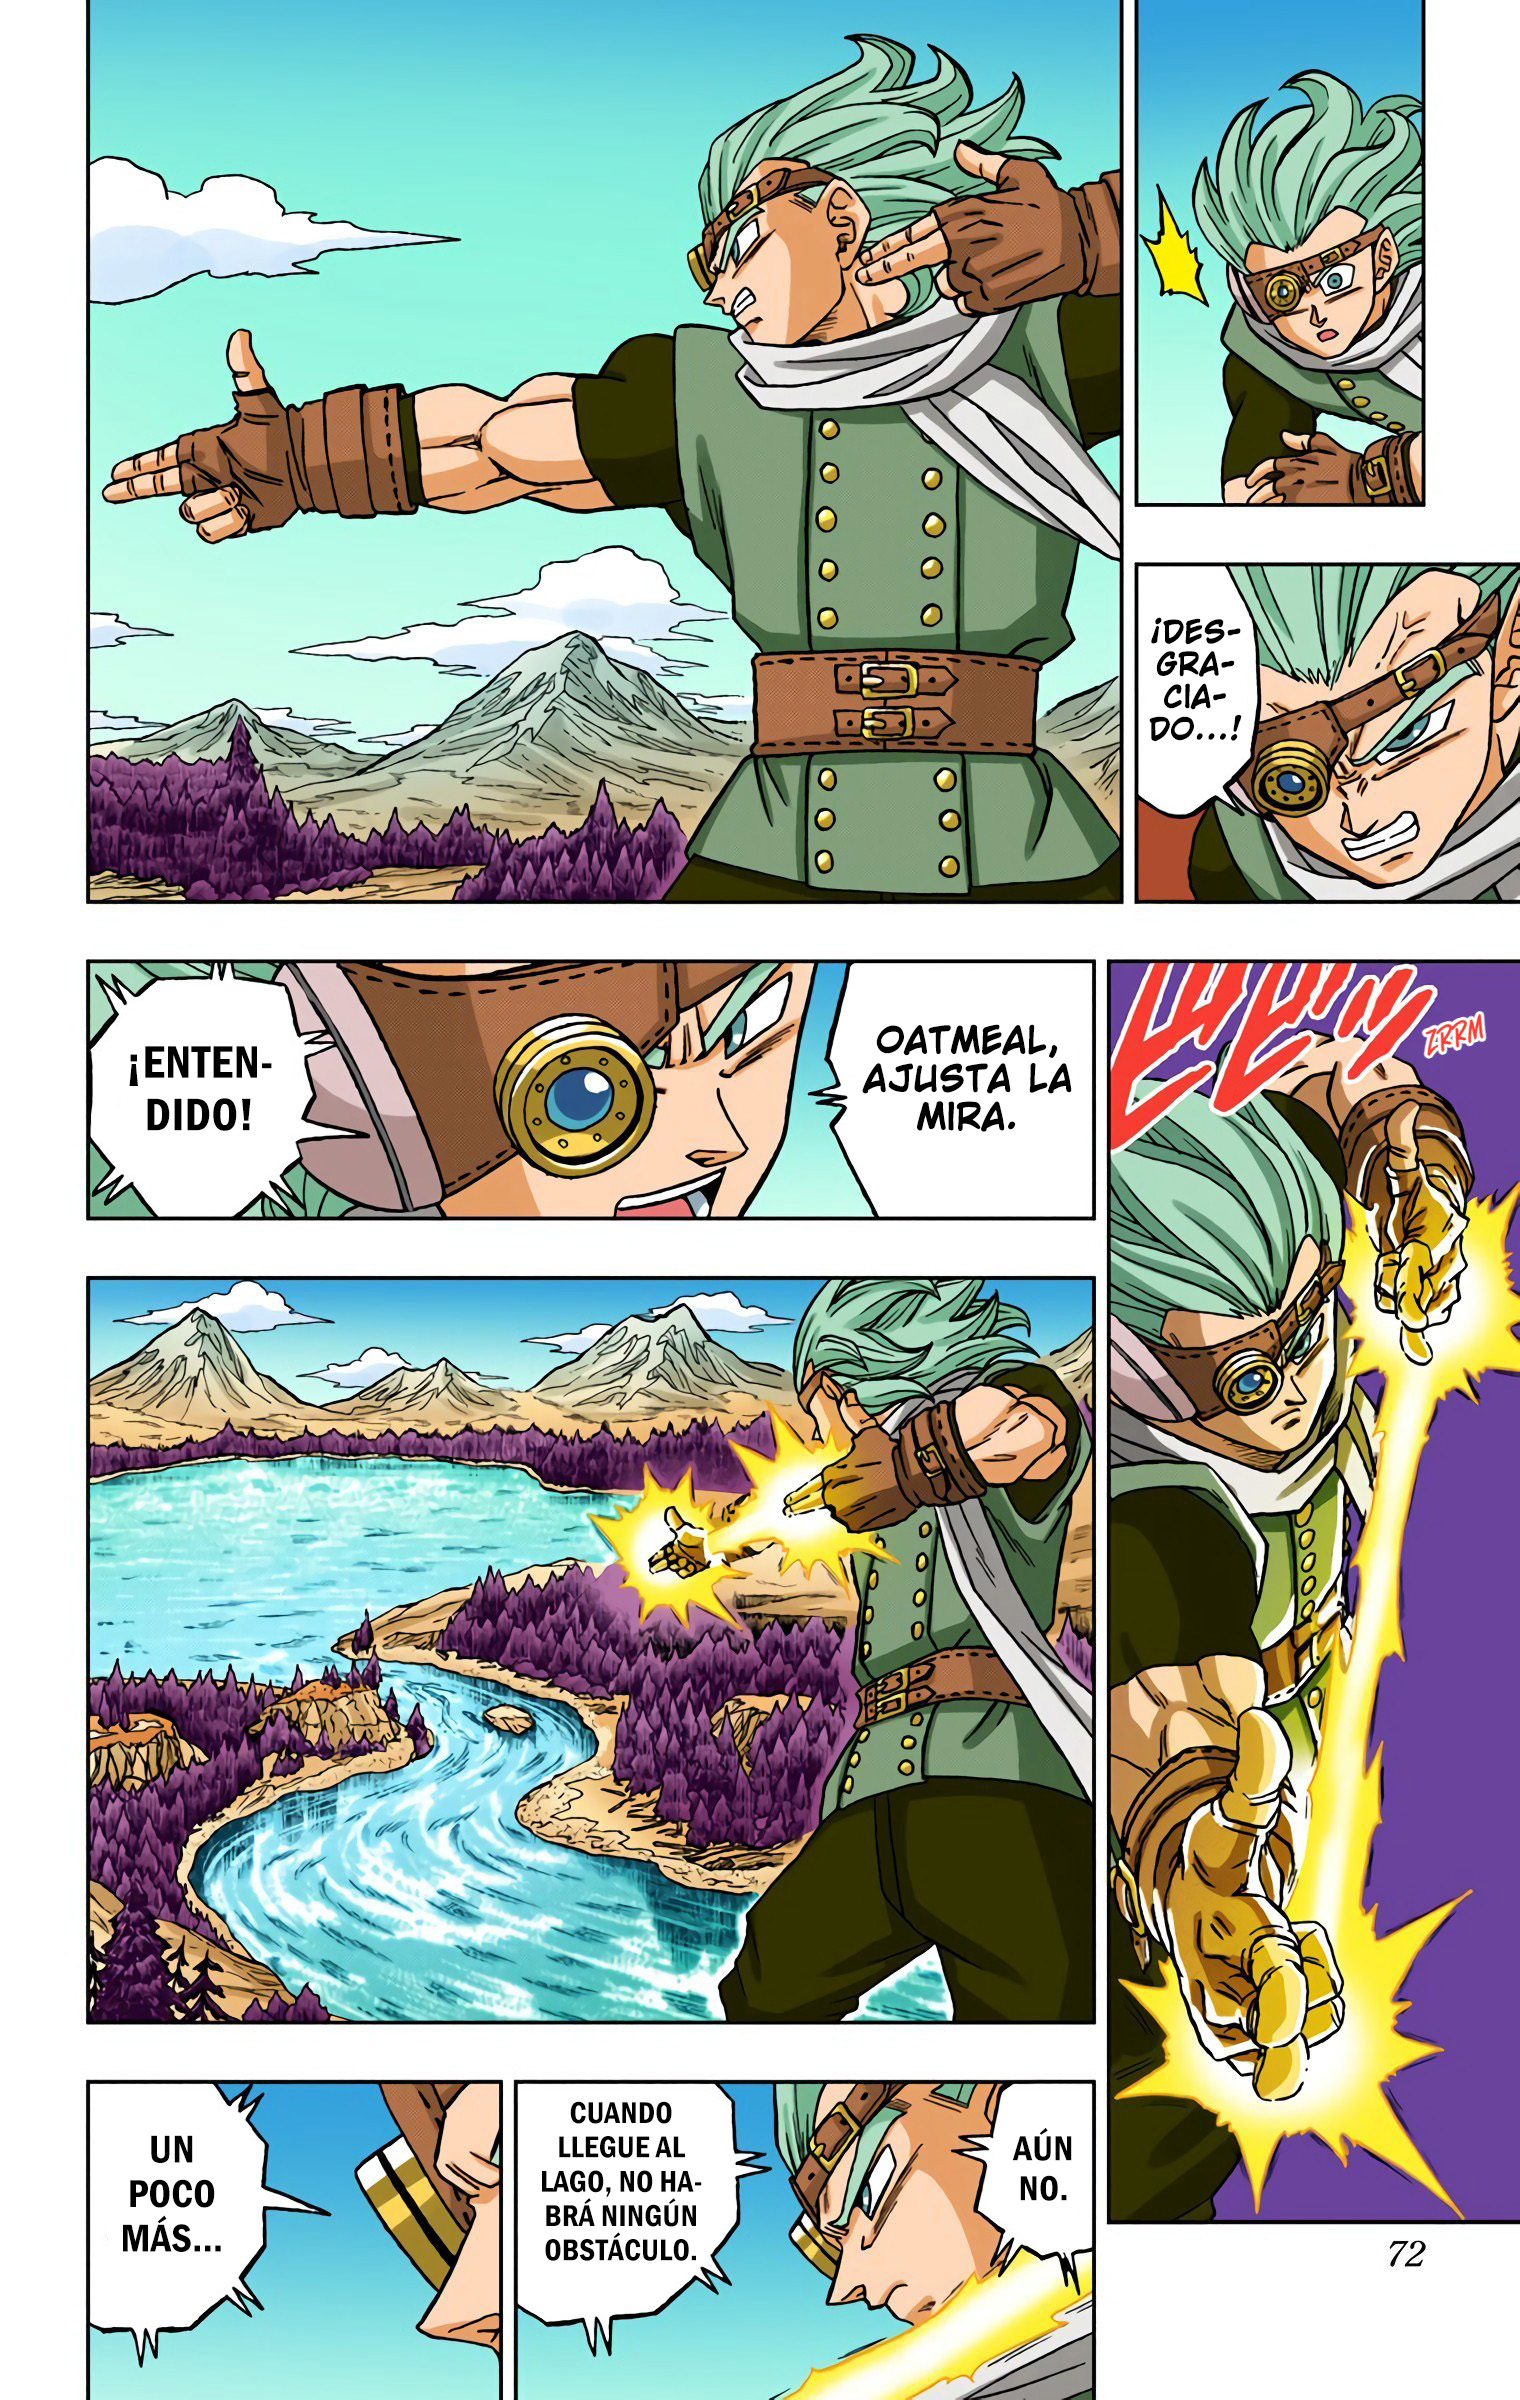 ¡DES-
GRA-
CIA-
DO...!
OATMEAL,
AJUSTA LA
MIRA.
¡ENTEN-
DIDO!
ZRRM
AÚN
NO.
CUANDO
LLEGUE AL
LAGO, NO HA-
BRÁ NINGÚN
OBSTÁCULO.
UN
POCO
MÁS...
72